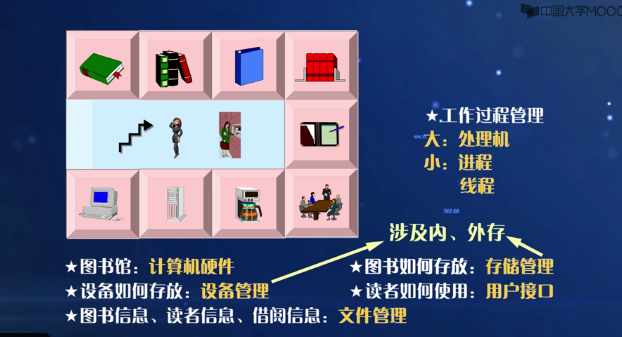 中国大学MOOC
★工作过程管理
大：处理机
小：进程
线程
502.60
涉及内、外存
★图书馆：计算机硬件
★图书如何存放：存储管理
★设备如何存放：设备管理
★读者如何使用：用户接口
★图书信息、读者信息、借阅信息：文件管理